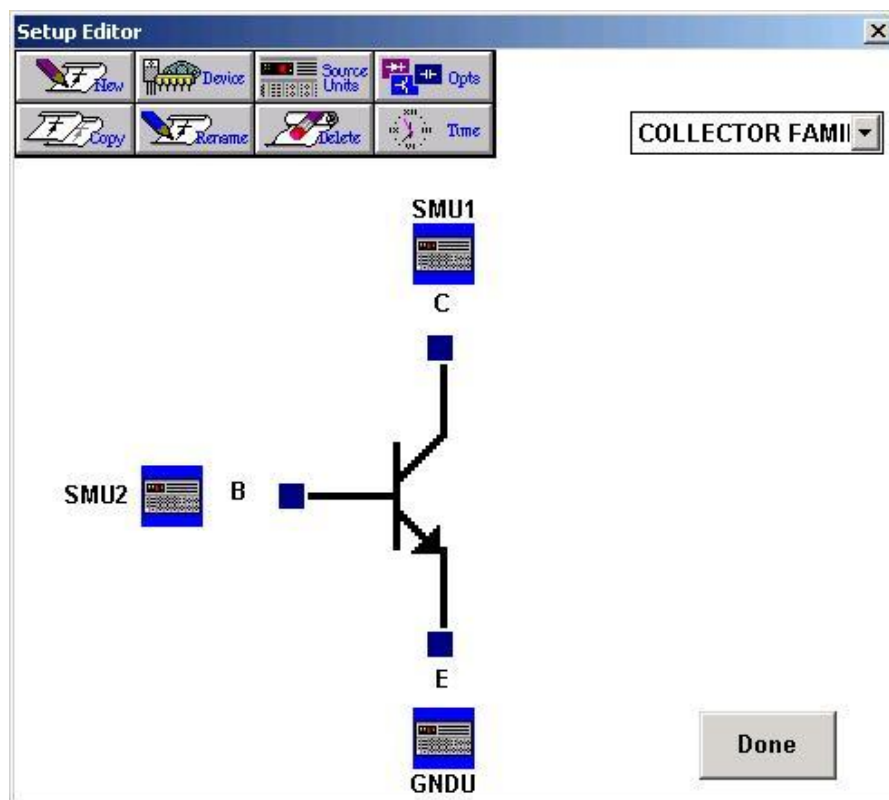 Setup Editor
New
Device
Source Units
Opts
Copy
Rename
Delete
Time
COLLECTOR FAMI
SMU1
C
SMU2
B
E
GNDU
Done